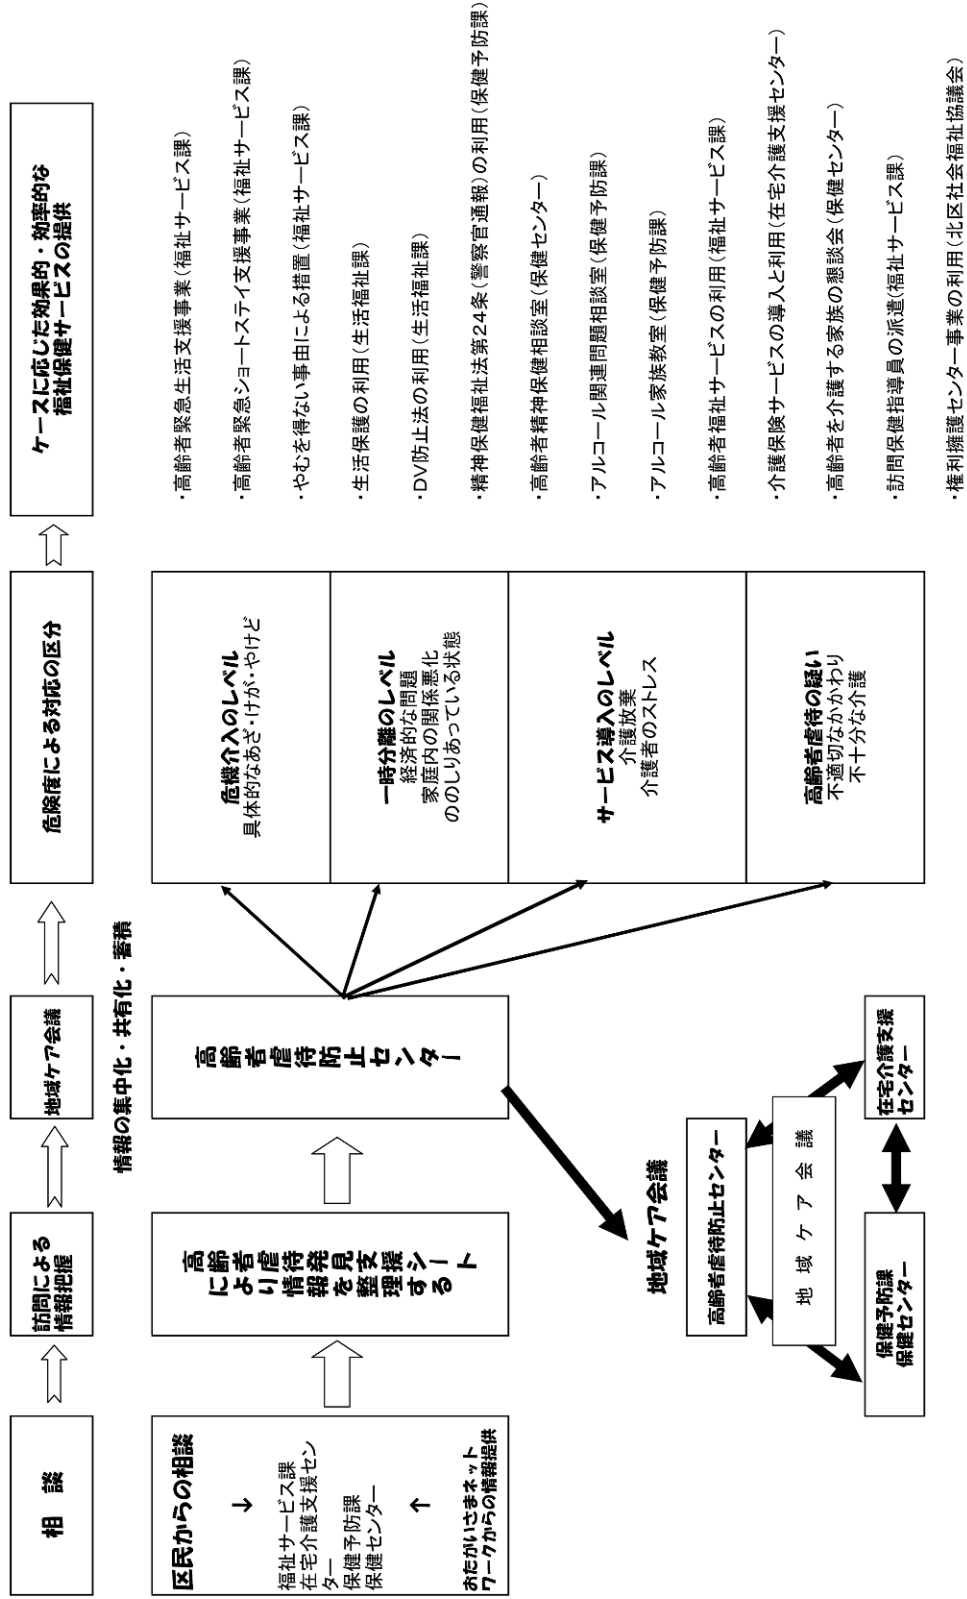 相　談
訪問による
情報把握
地域ケア会議
危険度による対応の区分
ケースに応じた効果的・効率的な
福祉保健サービスの提供
情報の集中化・共有化・蓄積
区民からの相談
↓
福祉サービス課
在宅介護支援セン
ター
保健予防課
保健センター
↑
おたがいさまネット
ワークからの情報提供
高齢者虐待発見支援シート
により情報を整理する
高齢者虐待防止センター
危機介入のレベル
具体的なあざ・けが・やけど
一時分離のレベル
経済的な問題
家庭内の関係悪化
ののしりあっている状態
サービス導入のレベル
介護放棄
介護者のストレス
高齢者虐待の疑い
不適切なかかわり
不十分な介護
・高齢者緊急生活支援事業(福祉サービス課)
・高齢者緊急ショートステイ支援事業(福祉サービス課)
・やむを得ない事由による措置(福祉サービス課)
・生活保護の利用(生活福祉課)
・DV防止法の利用(生活福祉課)
・精神保健福祉法第24条(警察官通報)の利用(保健予防課)
・高齢者精神保健相談室(保健センター)
・アルコール関連問題相談室(保健予防課)
・アルコール家族教室(保健予防課)
・高齢者福祉サービスの利用(福祉サービス課)
・介護保険サービスの導入と利用(在宅介護支援センター)
・高齢者を介護する家族の懇談会(保健センター)
・訪問保健指導員の派遣(福祉サービス課)
・権利擁護センター事業の利用(北区社会福祉協議会)
地域ケア会議
高齢者虐待防止センター
地域ケア会議
保健予防課
保健センター
在宅介護支援
センター